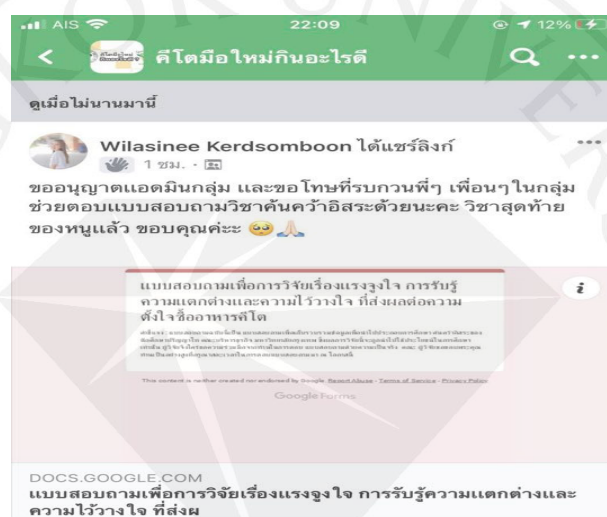 AIS
22:09
12%
คีโตมือใหม่กินอะไรดี
ดูเมื่อไม่นานมานี้
Wilasinee Kerdsomboon ได้แชร์ลิงก์
1 ชม. ·
ขออนุญาตแอดมินกลุ่ม และขอโทษที่รบกวนพี่ๆ เพื่อนๆในกลุ่ม
ช่วยตอบแบบสอบถามวิชาค้นคว้าอิสระด้วยนะคะ วิชาสุดท้าย
ของหนูแล้ว ขอบคุณค่ะะ 🥺🙏🏻
แบบสอบถามเพื่อการวิจัยเรื่องแรงจูงใจ การรับรู้
ความแตกต่างและความไว้วางใจ ที่ส่งผลต่อความ
ตั้งใจซื้ออาหารคีโต
This content is neither created nor endorsed by Google. Report Abuse - Terms of Service - Privacy Policy
Google Forms
DOCS.GOOGLE.COM
แบบสอบถามเพื่อการวิจัยเรื่องแรงจูงใจ การรับรู้ความแตกต่างและ
ความไว้วางใจ ที่ส่งผ